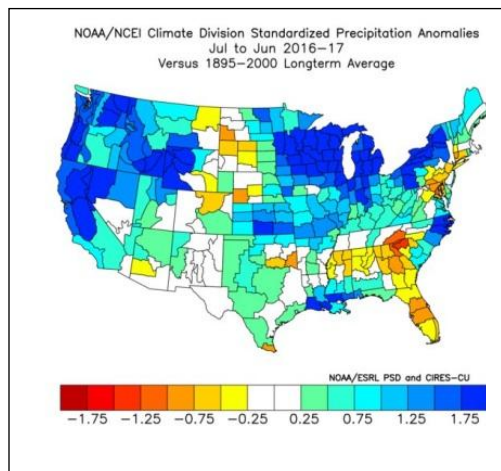 NOAA/NCEI Climate Division Standardized Precipitation Anomalies
Jul to Jun 2016-17
Versus 1895-2000 Longterm Average
NOAA/ESRL PSD and CIRES-CU
-1.75 -1.25 -0.75 -0.25 0.25 0.75 1.25 1.75